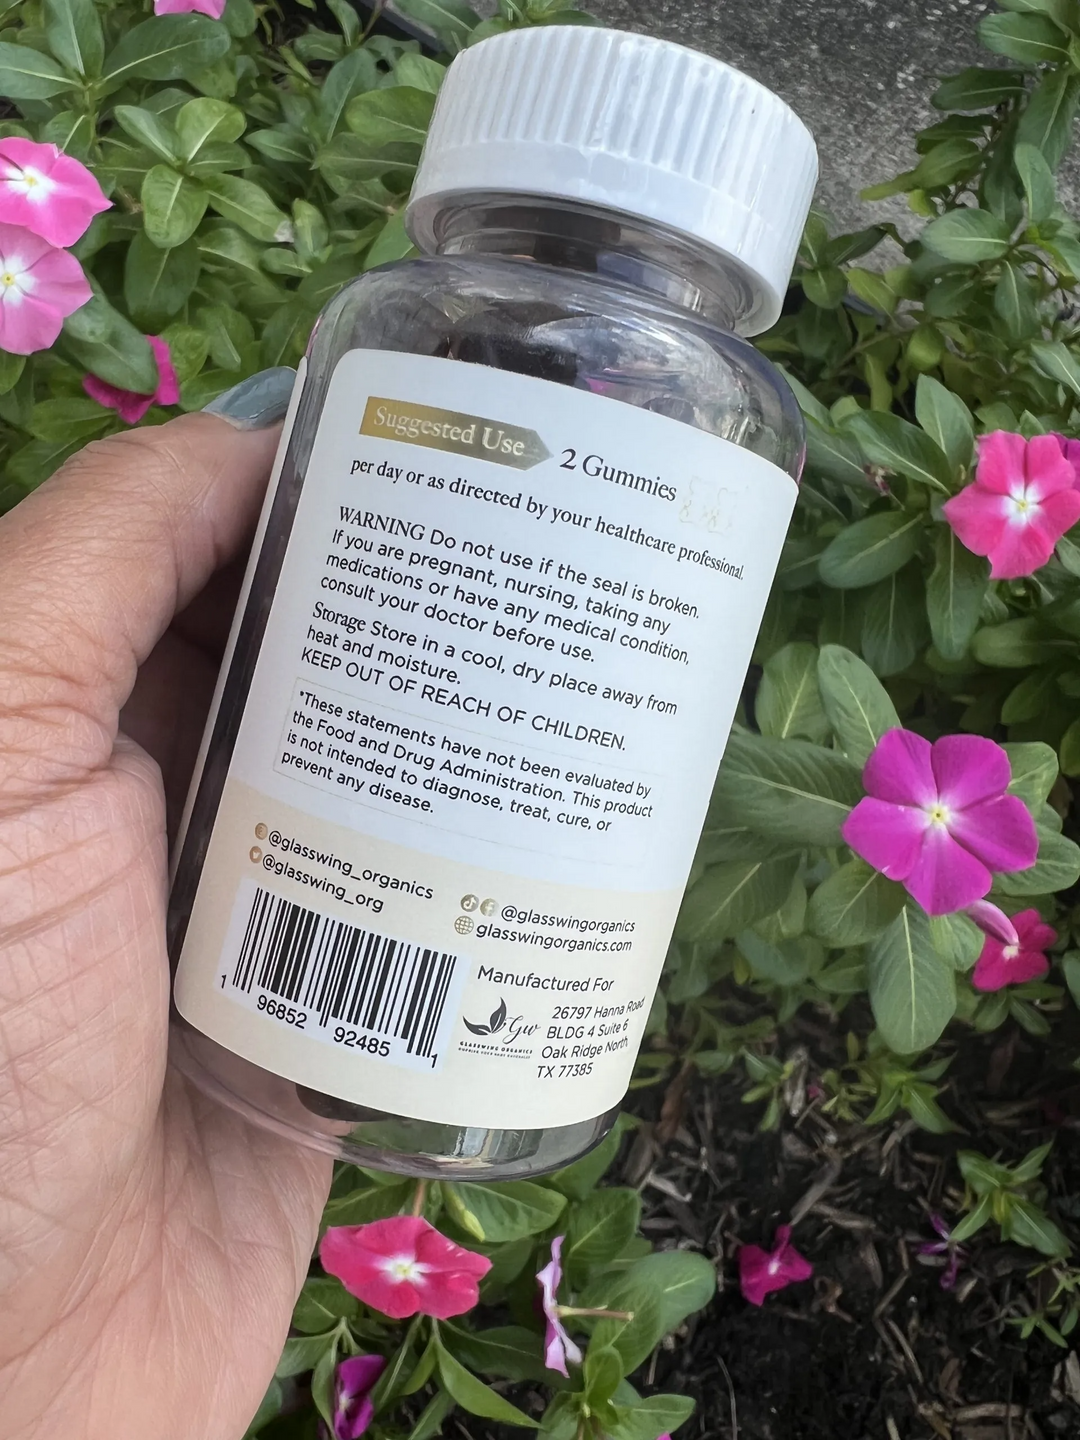 Suggested Use 2 Gummies
per day or as directed by your healthcare professional.
WARNING Do not use if the seal is broken.
If you are pregnant, nursing, taking any
medications or have any medical condition,
consult your doctor before use.
Storage Store in a cool, dry place away from
heat and moisture.
KEEP OUT OF REACH OF CHILDREN.
*These statements have not been evaluated by
the Food and Drug Administration. This product
is not intended to diagnose, treat, cure, or
prevent any disease.
@glasswing_organics
@glasswing_org
@glasswingorganics
glasswingorganics.com
1 96852 92485 1
Manufactured For
Gw
GLASSWING ORGANICS
26797 Hanna Road
BLDG 4 Suite 6
Oak Ridge North,
TX 77385